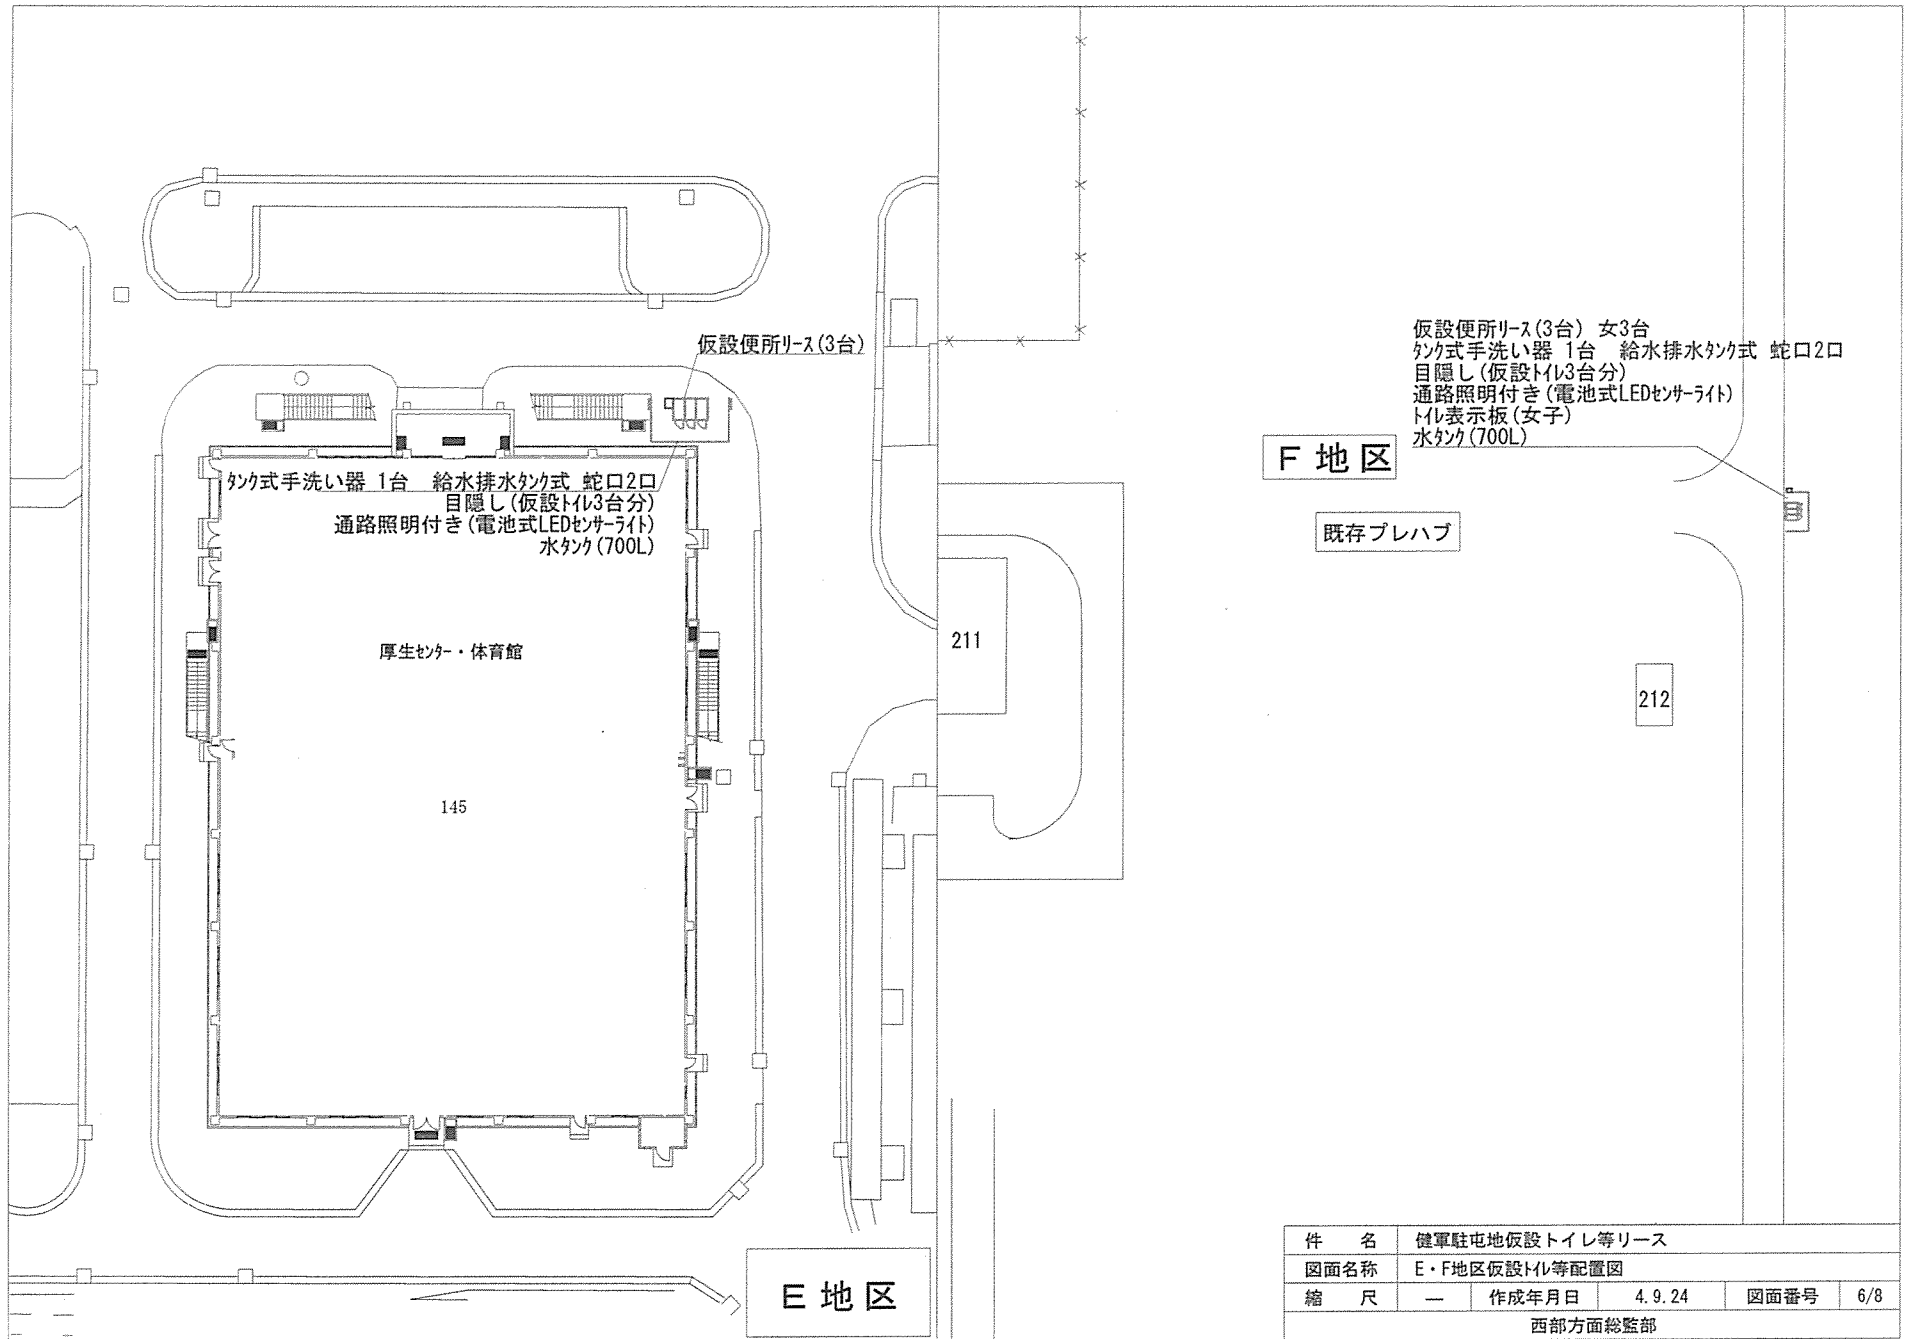 仮設便所リース(3台)
タンク式手洗い器 1台　給水排水タンク式 蛇口2口
目隠し(仮設トイレ3台分)
通路照明付き(電池式LEDセンサーライト)
水タンク(700L)
厚生センター・体育館
145
211
仮設便所リース(3台) 女3台
タンク式手洗い器 1台　給水排水タンク式 蛇口2口
目隠し(仮設トイレ3台分)
通路照明付き(電池式LEDセンサーライト)
トイレ表示板(女子)
水タンク(700L)
F 地区
既存プレハブ
212
E 地区
件　名　健軍駐屯地仮設トイレ等リース
図面名称　E・F地区仮設トイレ等配置図
縮　尺　―　作成年月日　4.9.24　図面番号　6/8
西部方面総監部